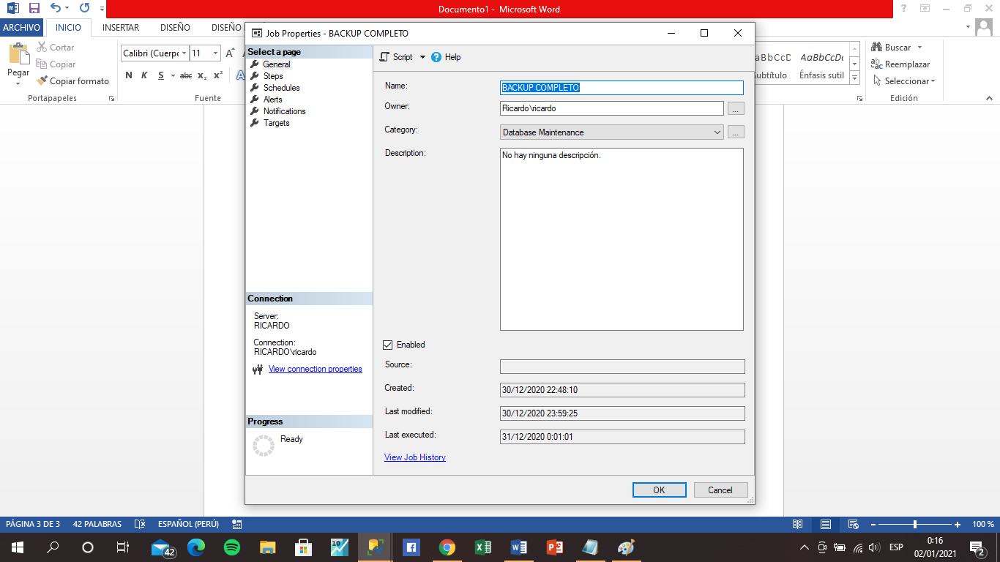 Documento1 - Microsoft Word
ARCHIVO INICIO INSERTAR DISEÑO DISEÑO
Pegar
Cortar
Copiar
Copiar formato
Portapapeles
Calibri (Cuerpo 11
N K S abc x₂ x²
Fuente
AaBbCcDc
Subtítulo
Énfasis sutil
Buscar
Reemplazar
Seleccionar
Edición
Job Properties - BACKUP COMPLETO
Select a page
General
Steps
Schedules
Alerts
Notifications
Targets
Connection
Server:
RICARDO
Connection:
RICARDO\ricardo
View connection properties
Progress
Ready
Script Help
Name: BACKUP COMPLETO
Owner: Ricardo\ricardo ...
Category: Database Maintenance ...
Description: No hay ninguna descripción.
Enabled
Source:
Created: 30/12/2020 22:48:10
Last modified: 30/12/2020 23:59:25
Last executed: 31/12/2020 0:01:01
View Job History
OK Cancel
PÁGINA 3 DE 3 42 PALABRAS ESPAÑOL (PERÚ) 100 %
42
ESP
0:16
02/01/2021
2